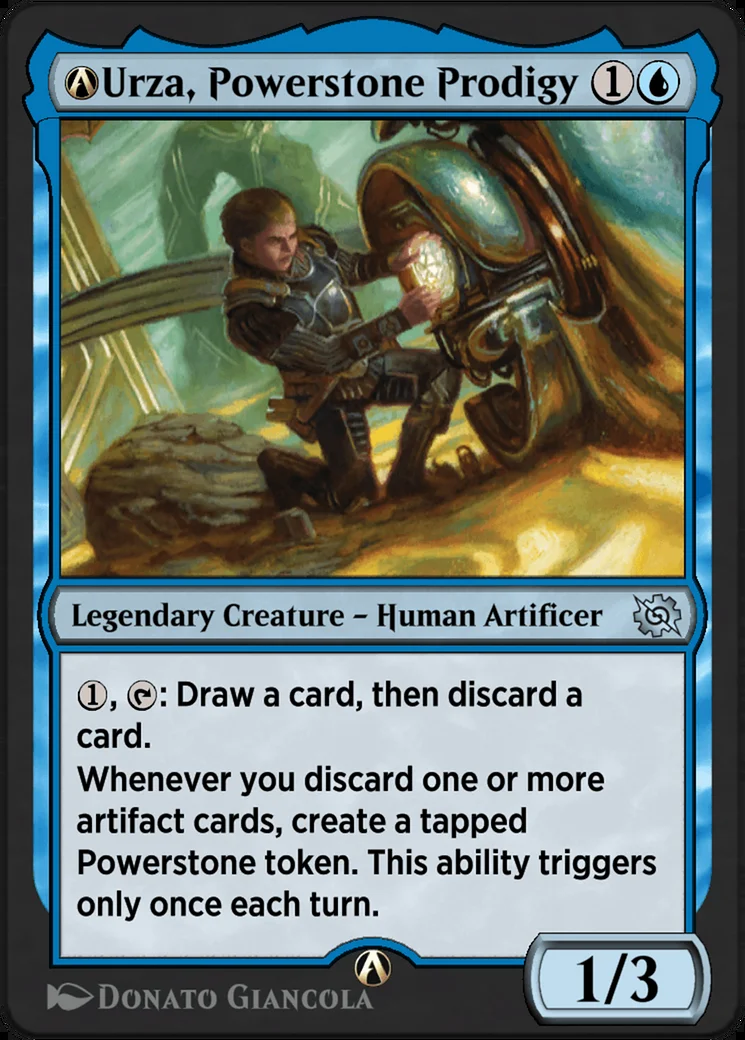 Urza, Powerstone Prodigy 1
Legendary Creature – Human Artificer
1, : Draw a card, then discard a
card.
Whenever you discard one or more
artifact cards, create a tapped
Powerstone token. This ability triggers
only once each turn.
1/3
Donato Giancola